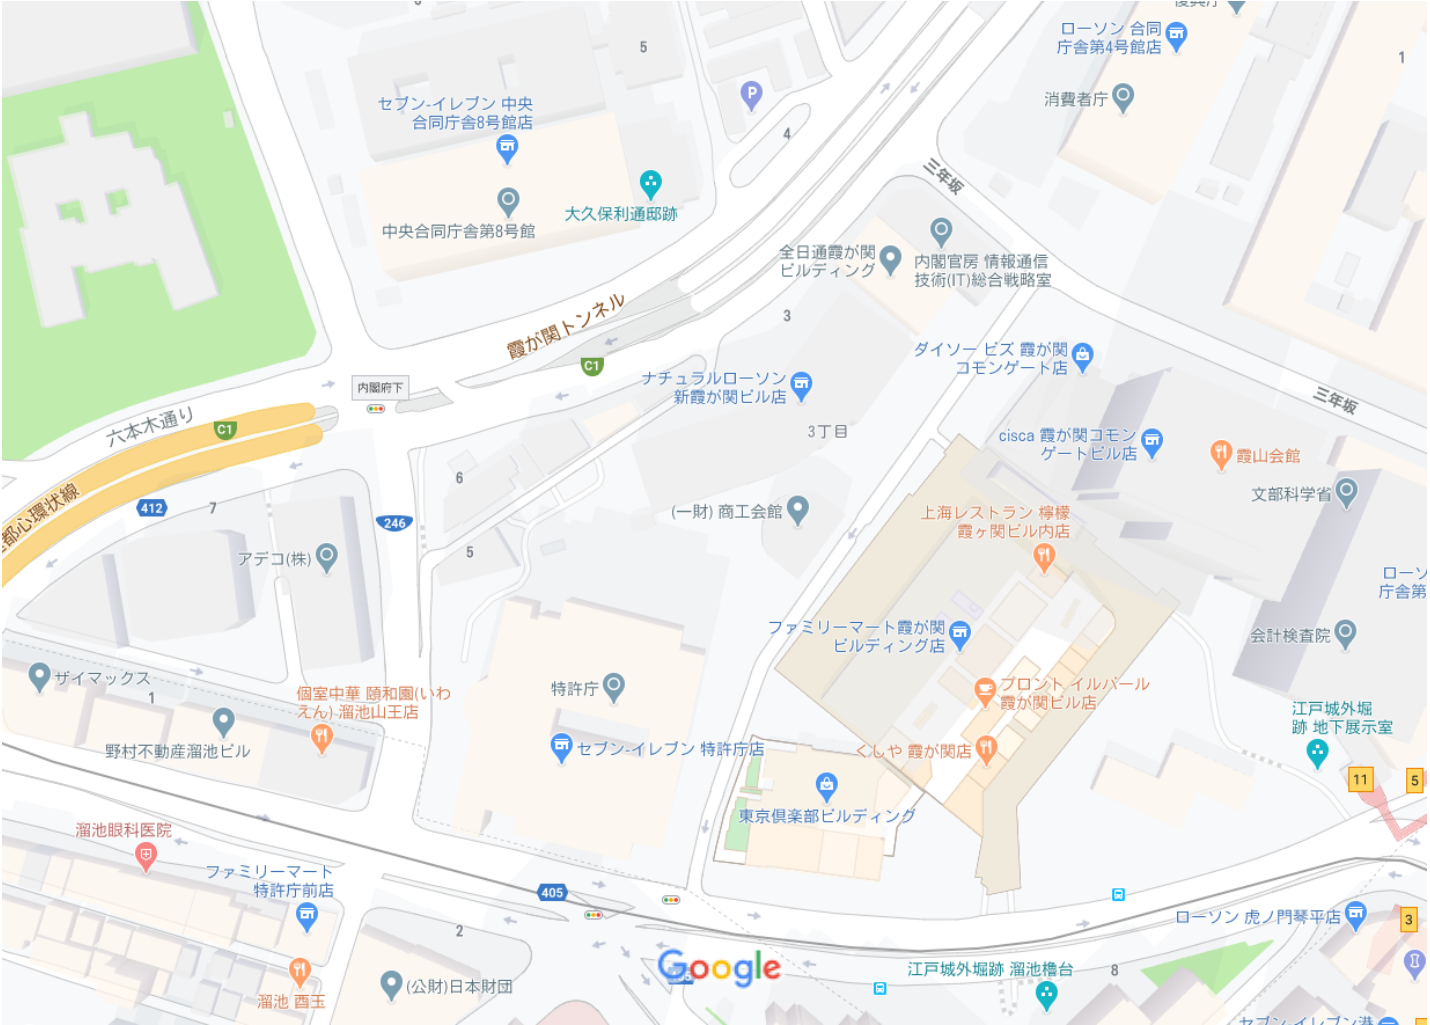 復興庁
ローソン 合同
庁舎第4号館店
5
1
消費者庁
セブン-イレブン 中央
合同庁舎8号館店
P
4
三年坂
大久保利通邸跡
中央合同庁舎第8号館
全日通霞が関
ビルディング
内閣官房 情報通信
技術(IT)総合戦略室
3
霞が関トンネル
C1
ダイソー ビズ 霞が関
コモンゲート店
内閣府下
ナチュラルローソン
新霞が関ビル店
三年坂
六本木通り
C1
3丁目
cisca 霞が関コモン
ゲートビル店
霞山会館
6
文部科学省
都心環状線
412
7
246
(一財) 商工会館
上海レストラン 檸檬
霞ヶ関ビル内店
アデコ(株)
5
ローソ
庁舎第
ファミリーマート霞が関
ビルディング店
会計検査院
ザイマックス
1
特許庁
個室中華 頤和園(いわ
えん) 溜池山王店
プロント イルバール
霞が関ビル店
江戸城外堀
跡 地下展示室
野村不動産溜池ビル
セブン-イレブン 特許庁店
くしや 霞が関店
11
5
東京倶楽部ビルディング
溜池眼科医院
ファミリーマート
特許庁前店
405
ローソン 虎ノ門琴平店
3
2
Google
江戸城外堀跡 溜池櫓台
8
(公財)日本財団
溜池 酉玉
セブン-イレブン港